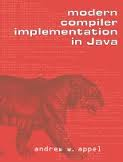 modern
compiler
implementation
in Java
andrew w. appel